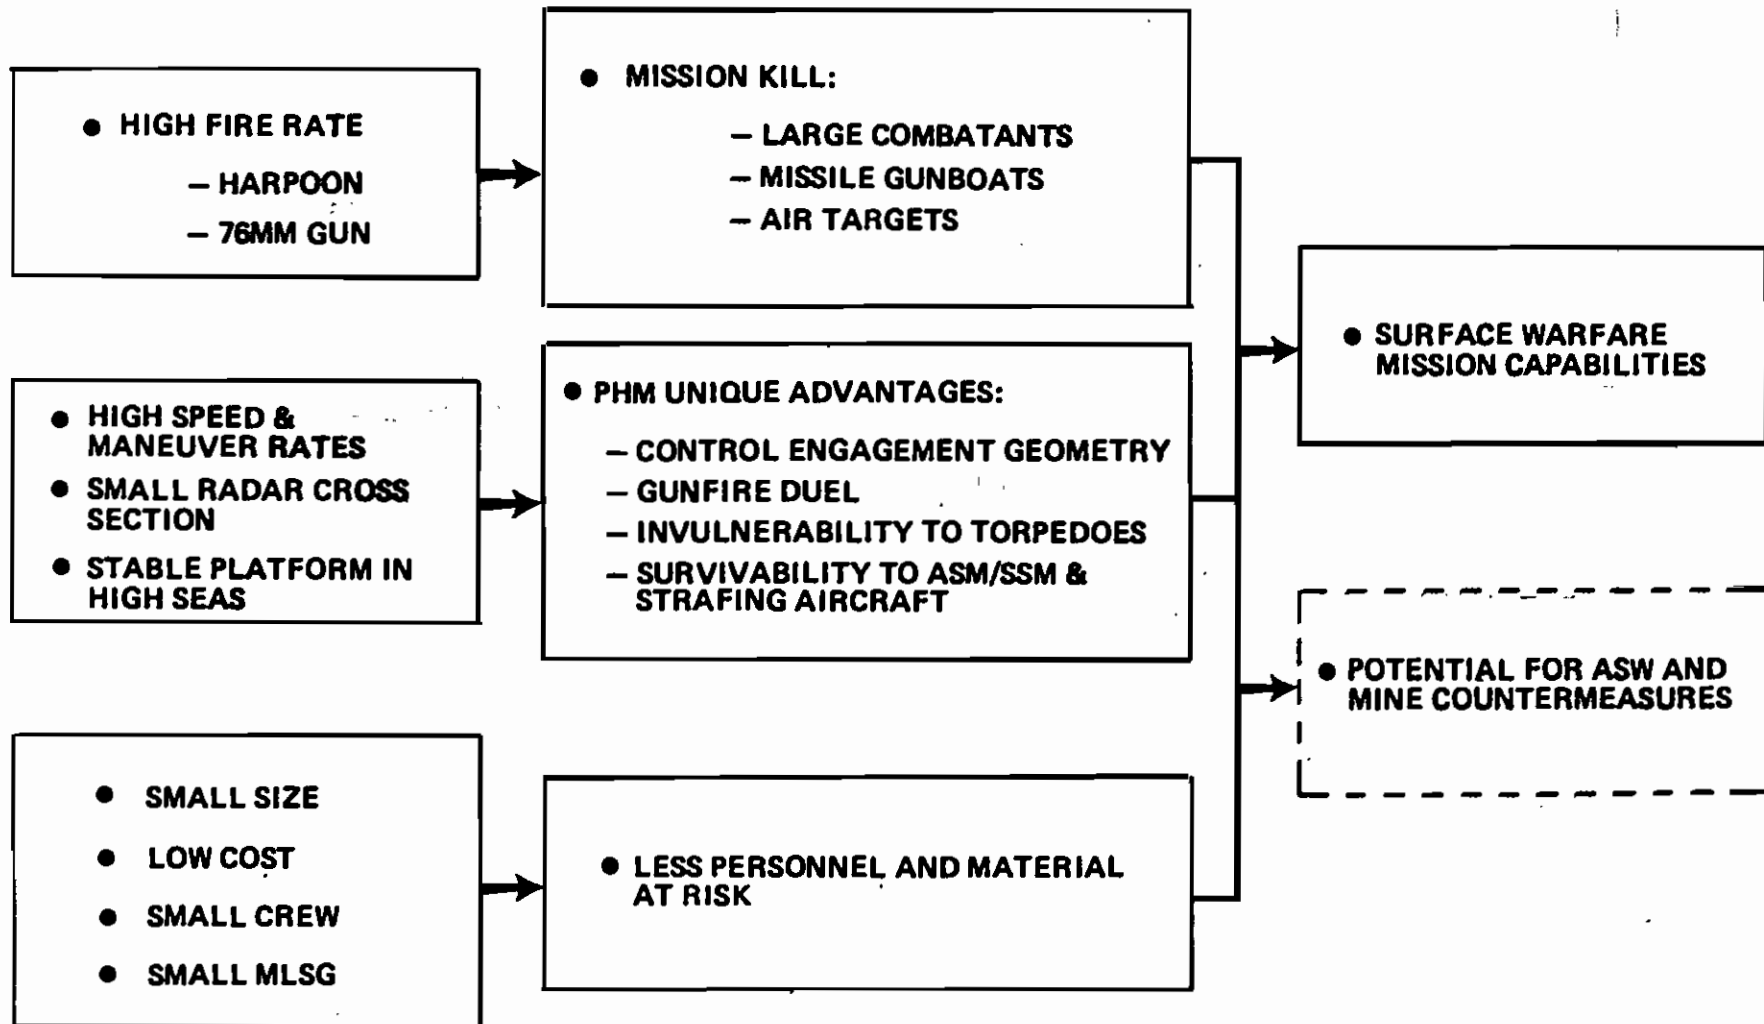 ● HIGH FIRE RATE
– HARPOON
– 76MM GUN
● MISSION KILL:
– LARGE COMBATANTS
– MISSILE GUNBOATS
– AIR TARGETS
● HIGH SPEED &
MANEUVER RATES
● SMALL RADAR CROSS
SECTION
● STABLE PLATFORM IN
HIGH SEAS
● PHM UNIQUE ADVANTAGES:
– CONTROL ENGAGEMENT GEOMETRY
– GUNFIRE DUEL
– INVULNERABILITY TO TORPEDOES
– SURVIVABILITY TO ASM/SSM &
STRAFING AIRCRAFT
● SMALL SIZE
● LOW COST
● SMALL CREW
● SMALL MLSG
● LESS PERSONNEL AND MATERIAL
AT RISK
● SURFACE WARFARE
MISSION CAPABILITIES
● POTENTIAL FOR ASW AND
MINE COUNTERMEASURES